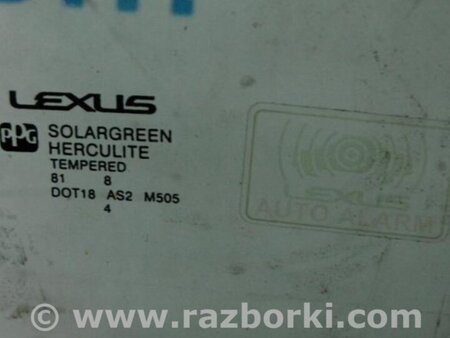 LEXUS
PPG
SOLARGREEN
HERCULITE
TEMPERED
81 8
DOT18 AS2 M505
4
LEXUS
AUTO ALARM
© www.razborki.com